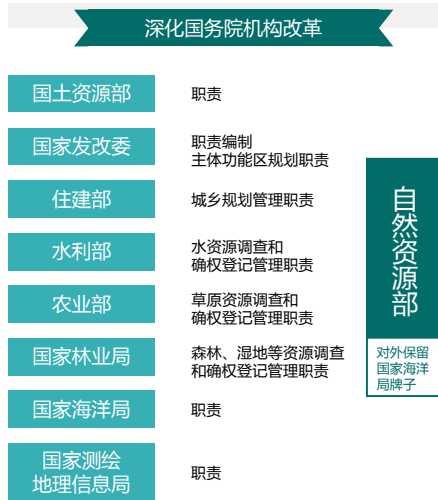 深化国务院机构改革
国土资源部
职责
国家发改委
职责编制
主体功能区规划职责
住建部
城乡规划管理职责
水利部
水资源调查和
确权登记管理职责
农业部
草原资源调查和
确权登记管理职责
国家林业局
森林、湿地等资源调查
和确权登记管理职责
国家海洋局
职责
国家测绘
地理信息局
职责
自然资源部
对外保留
国家海洋
局牌子